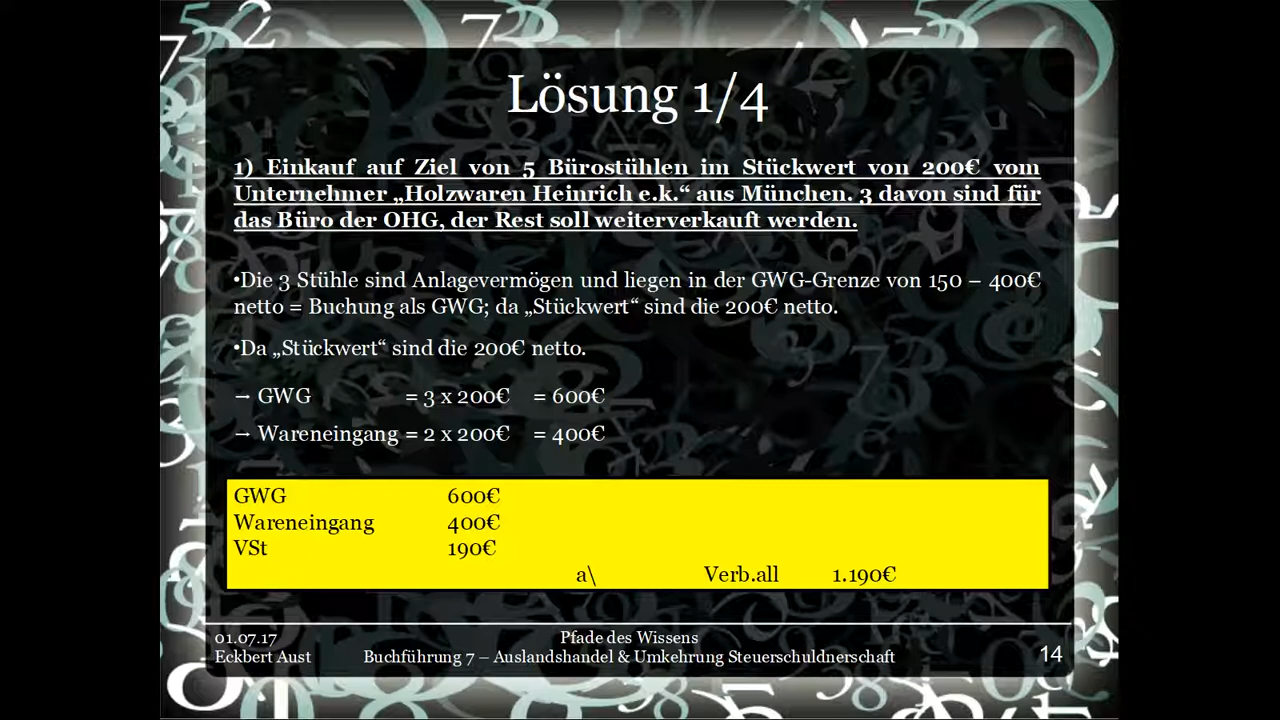 Lösung 1/4
1) Einkauf auf Ziel von 5 Bürostühlen im Stückwert von 200€ vom
Unternehmer „Holzwaren Heinrich e.k.“ aus München. 3 davon sind für
das Büro der OHG, der Rest soll weiterverkauft werden.
•Die 3 Stühle sind Anlagevermögen und liegen in der GWG-Grenze von 150 – 400€
netto = Buchung als GWG; da „Stückwert“ sind die 200€ netto.
•Da „Stückwert“ sind die 200€ netto.
→ GWG = 3 x 200€ = 600€
→ Wareneingang = 2 x 200€ = 400€
GWG 600€
Wareneingang 400€
VSt 190€
a\ Verb.all 1.190€
01.07.17 Pfade des Wissens
Eckbert Aust Buchführung 7 – Auslandshandel & Umkehrung Steuerschuldnerschaft 14